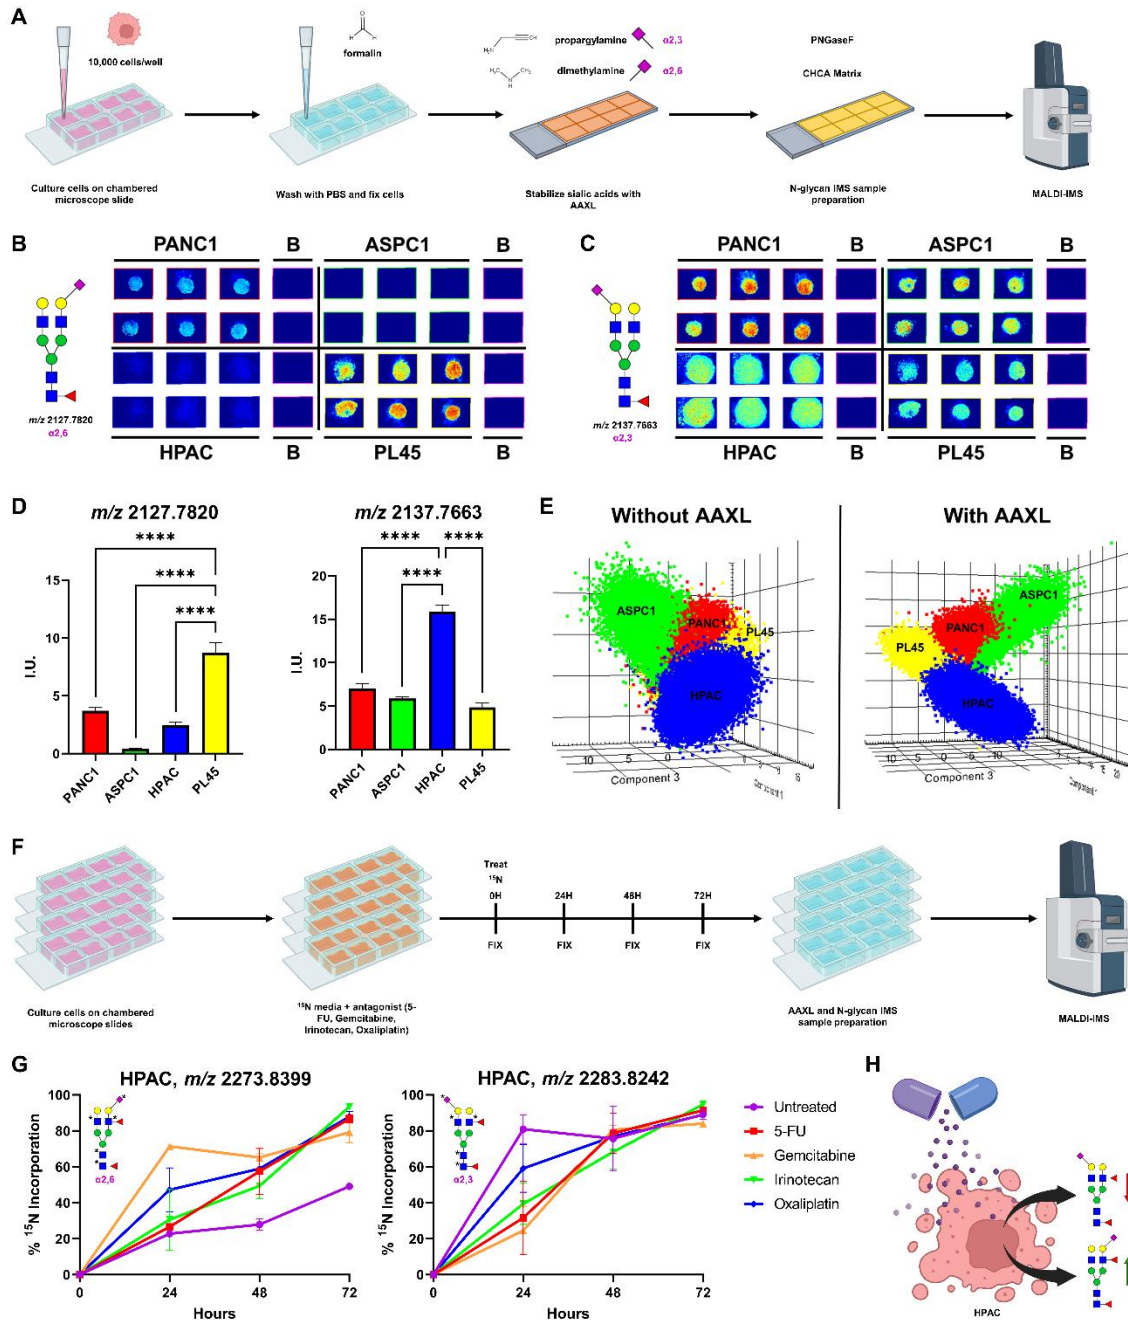 A
10,000 cells/well
formalin
propargylamine α2,3
dimethylamine α2,6
PNGaseF
CHCA Matrix
Culture cells on chambered
microscope slide
Wash with PBS and fix cells
Stabilize sialic acids with
AAXL
N-glycan IMS sample
preparation
MALDI-IMS
B
PANC1 B ASPC1 B
m/z 2127.7820
α2,6
HPAC B PL45 B
C
PANC1 B ASPC1 B
m/z 2137.7663
α2,3
HPAC B PL45 B
D
m/z 2127.7820
****
****
****
I.U.
15
10
5
0
PANC1 ASPC1 HPAC PL45
m/z 2137.7663
**** ****
****
I.U.
20
15
10
5
0
PANC1 ASPC1 HPAC PL45
E
Without AAXL
ASPC1
PANC1
PL45
HPAC
Component 3
Component 1
With AAXL
ASPC1
PANC1
PL45
HPAC
Component 3
F
Treat
¹⁵N
0H 24H 48H 72H
FIX FIX FIX FIX
Culture cells on chambered
microscope slides
¹⁵N media + antagonist (5-
FU, Gemcitabine,
Irinotecan, Oxaliplatin)
AAXL and N-glycan IMS
sample preparation
MALDI-IMS
G
HPAC, m/z 2273.8399
% ¹⁵N Incorporation
100
80
60
40
20
0
α2,6
0 24 48 72
Hours
HPAC, m/z 2283.8242
% ¹⁵N Incorporation
100
80
60
40
20
0
α2,3
0 24 48 72
Hours
Untreated
5-FU
Gemcitabine
Irinotecan
Oxaliplatin
H
HPAC